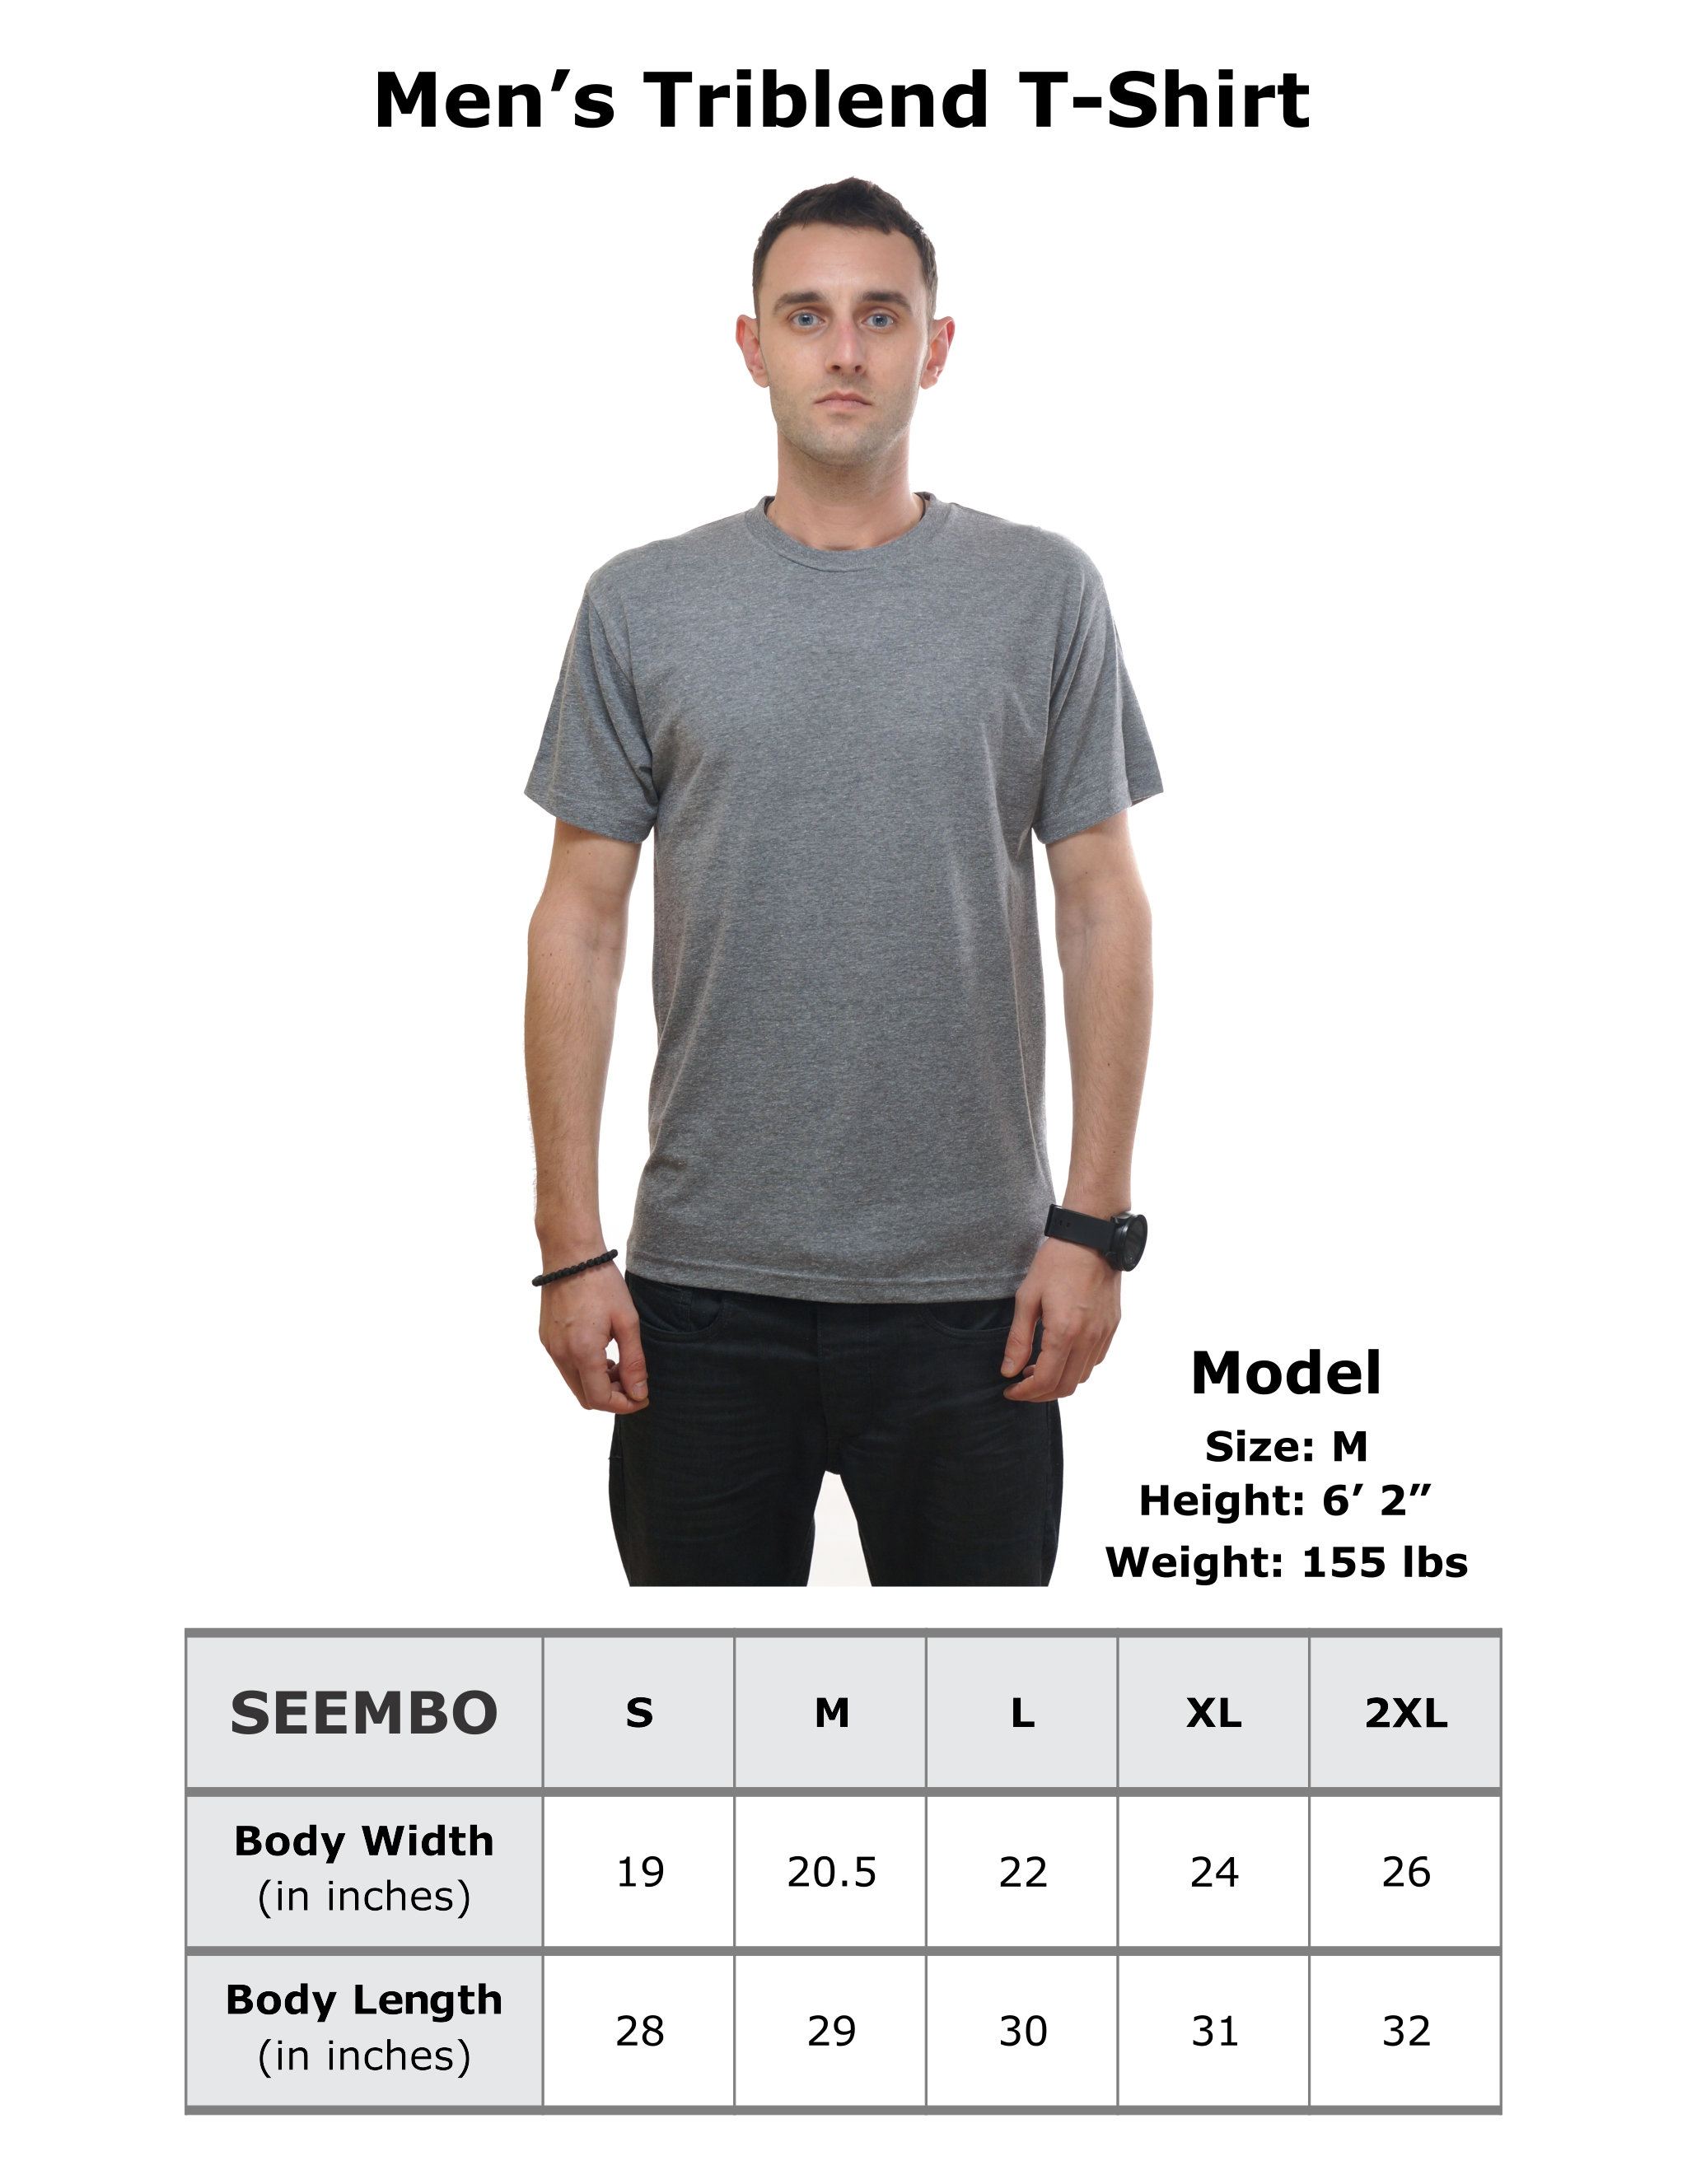 Men’s Triblend T-Shirt
Model
Size: M
Height: 6’ 2”
Weight: 155 lbs
SEEMBO S M L XL 2XL
Body Width
(in inches) 19 20.5 22 24 26
Body Length
(in inches) 28 29 30 31 32